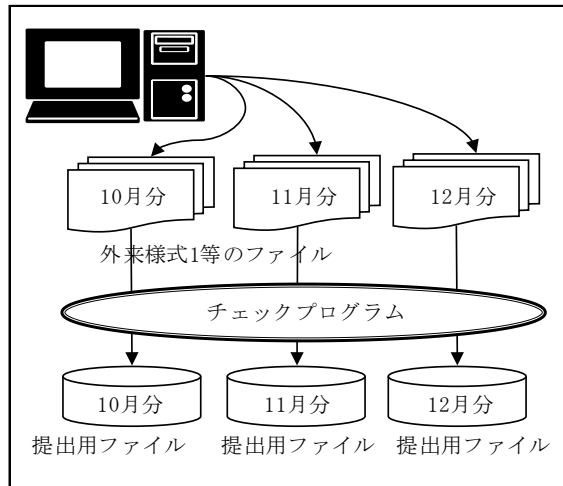 10月分
11月分
12月分
外来様式1等のファイル
チェックプログラム
10月分
11月分
12月分
提出用ファイル
提出用ファイル
提出用ファイル